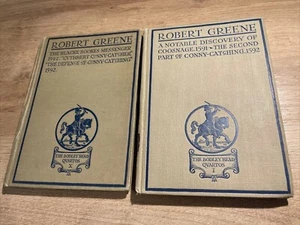 ROBERT GREENE
THE BLACKE BOOKES MESSENGER
1592. "CUTHBERT CONNY-CATCHER"
"THE DEFENCE OF CONNY-CATCHING"
1592.
THE BODLEY HEAD
QUARTOS
X
ROBERT GREENE
A NOTABLE DISCOVERY OF
COOSNAGE, 1591 THE SECOND
PART OF CONNY-CATCHING, 1592
THE BODLEY HEAD
QUARTOS
I